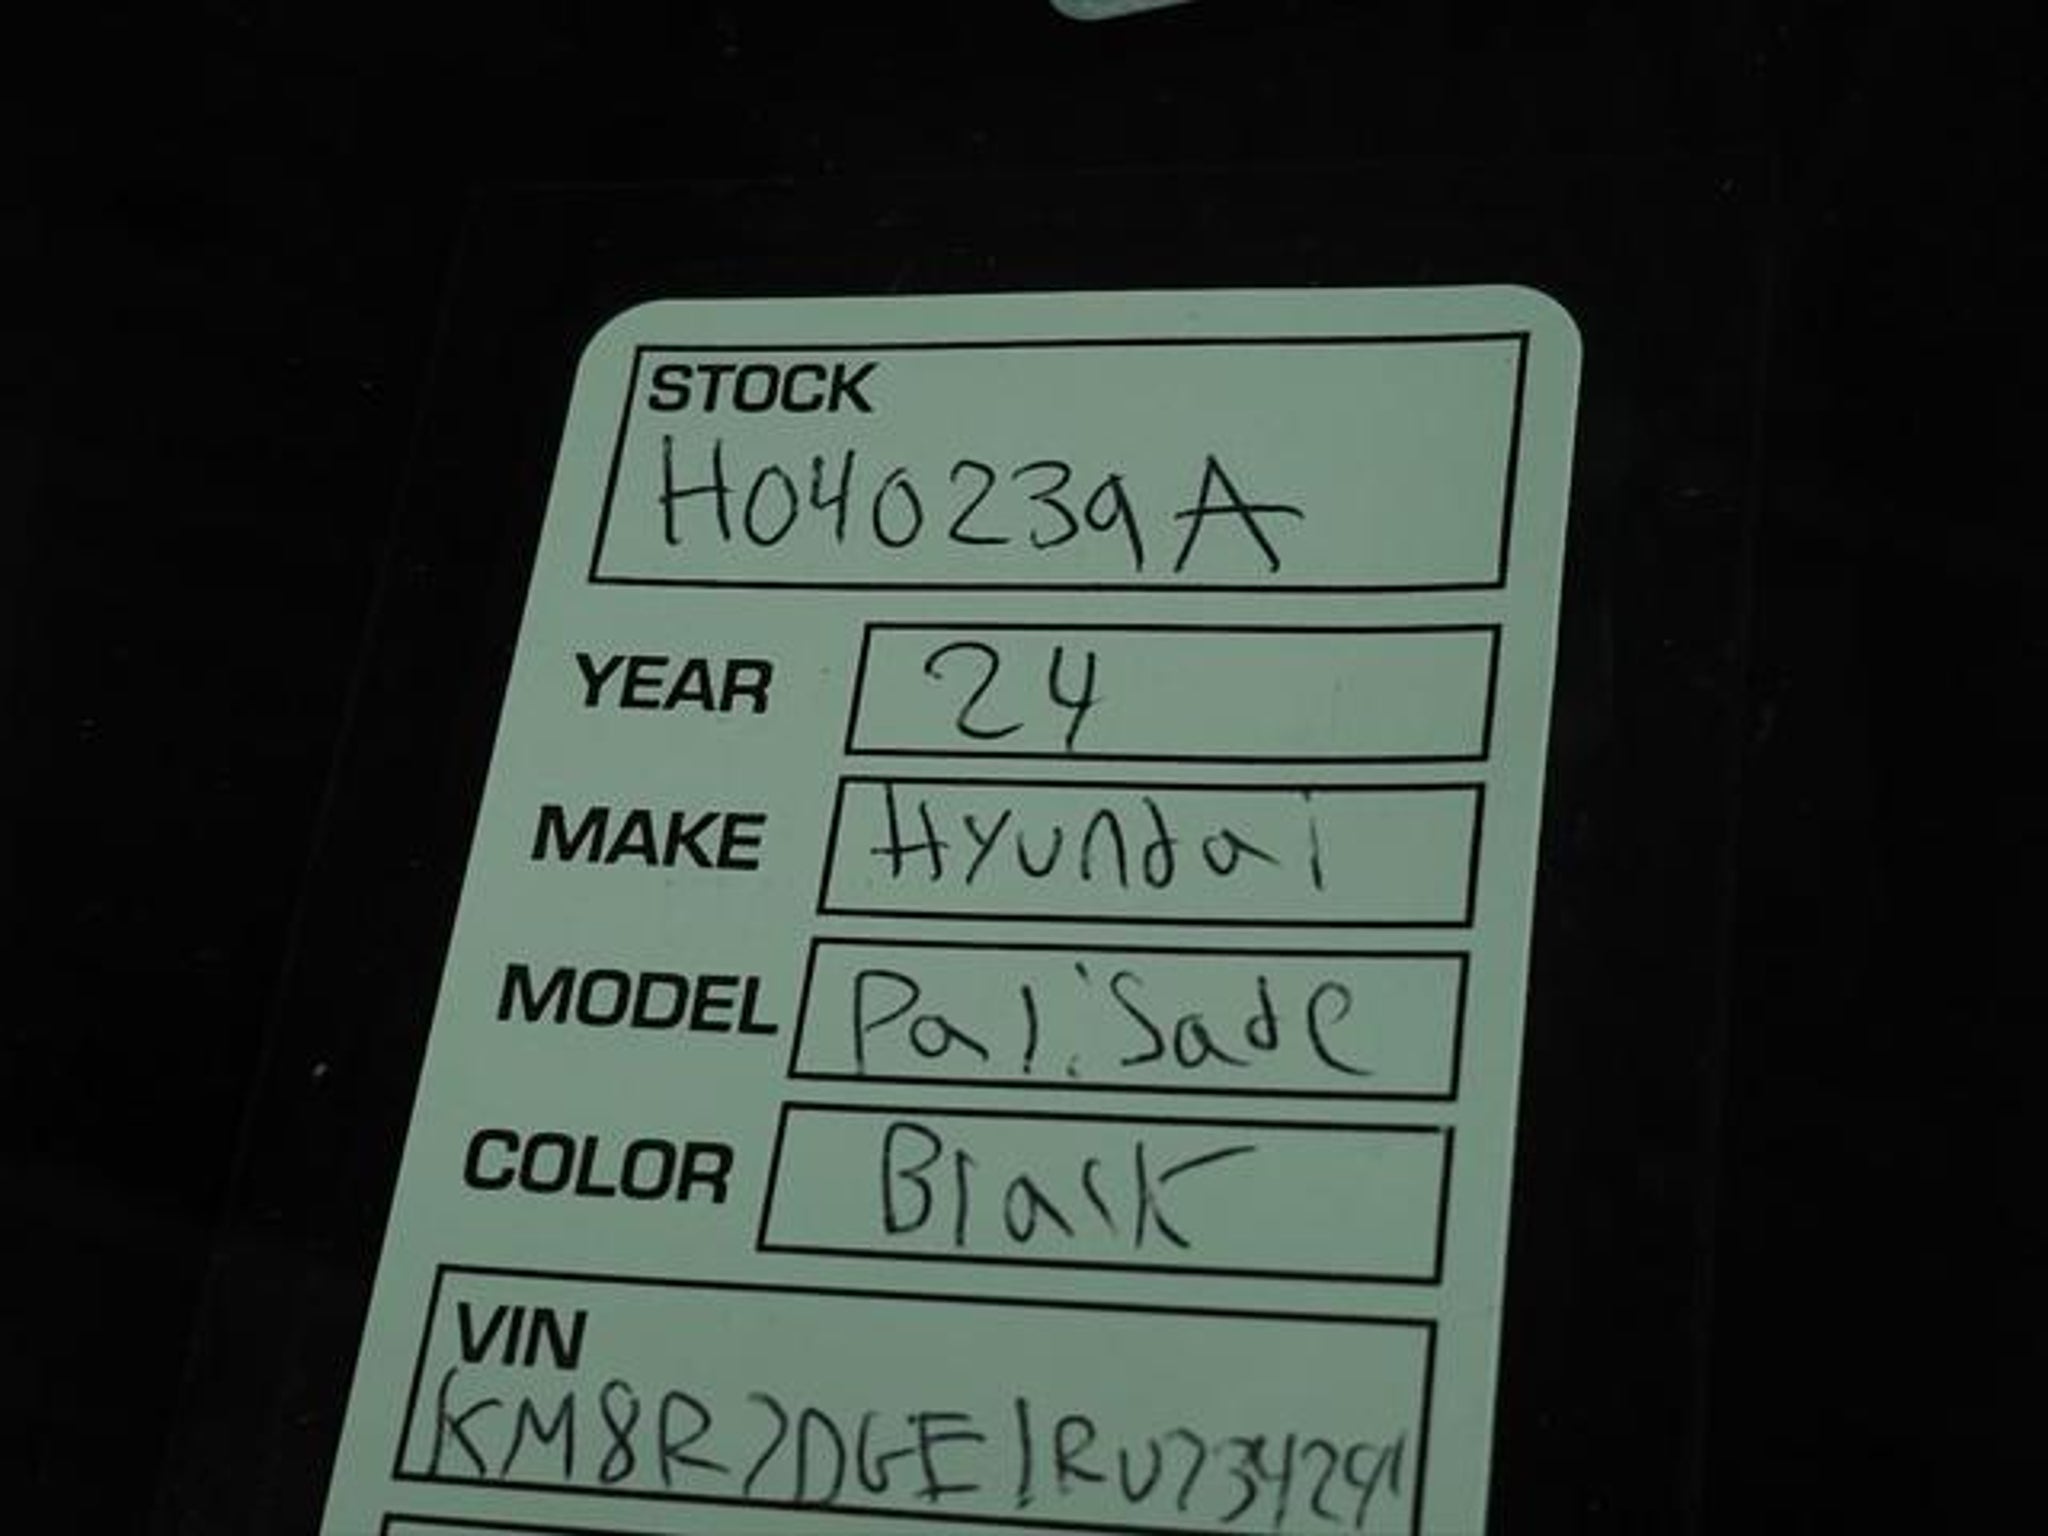 STOCK
H040239A
YEAR 24
MAKE Hyundai
MODEL Palisade
COLOR Black
VIN
KM8R7DGE1RU734291